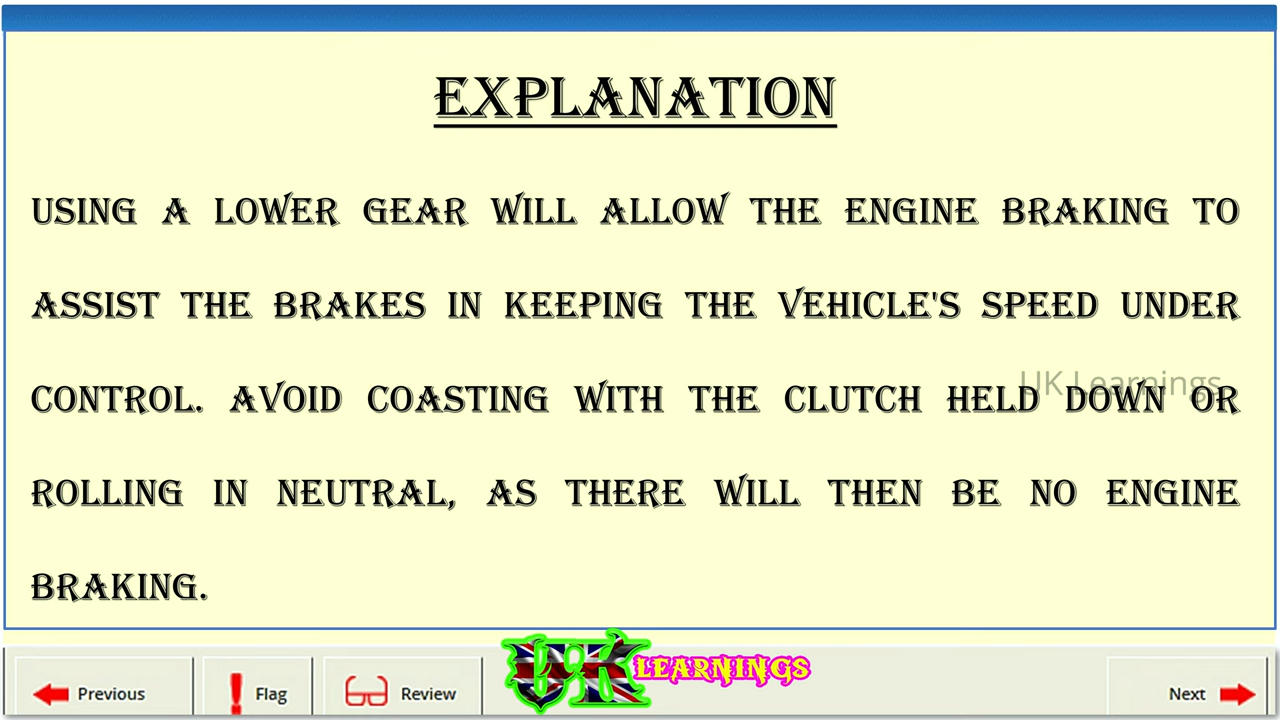 EXPLANATION
USING A LOWER GEAR WILL ALLOW THE ENGINE BRAKING TO
ASSIST THE BRAKES IN KEEPING THE VEHICLE'S SPEED UNDER
CONTROL. AVOID COASTING WITH THE CLUTCH HELD DOWN OR
UK Learnings
ROLLING IN NEUTRAL, AS THERE WILL THEN BE NO ENGINE
BRAKING.
Previous
Flag
Review
UK LEARNINGS
Next